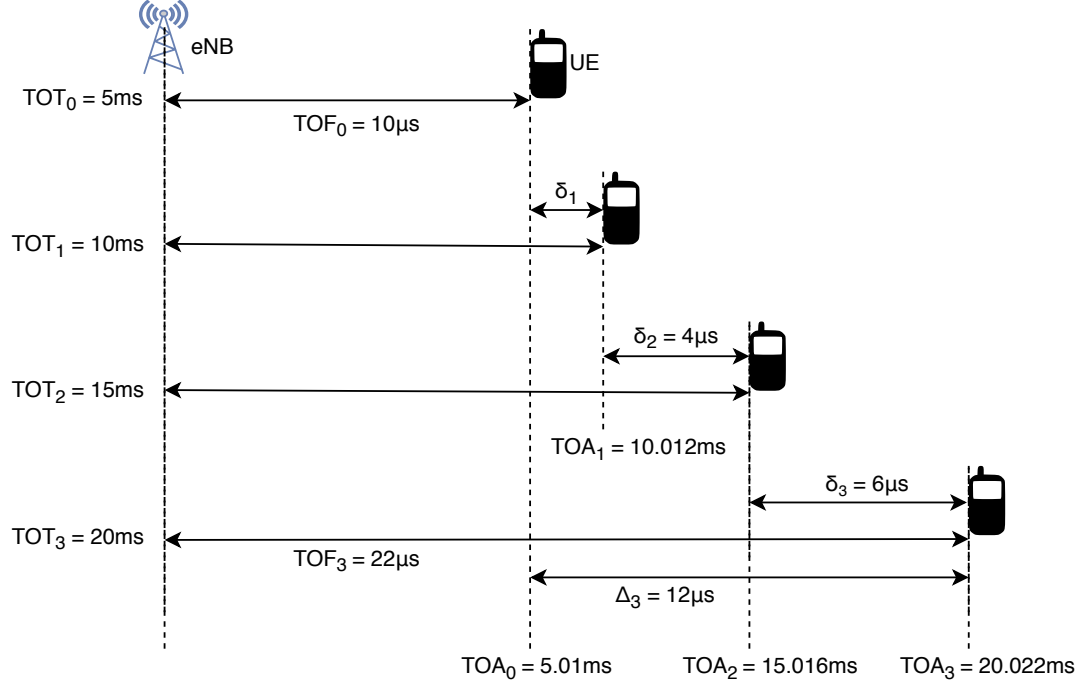 eNB
UE
TOT₀ = 5ms
TOF₀ = 10μs
δ₁
TOT₁ = 10ms
δ₂ = 4μs
TOT₂ = 15ms
TOA₁ = 10.012ms
δ₃ = 6μs
TOT₃ = 20ms
TOF₃ = 22μs
Δ₃ = 12μs
TOA₀ = 5.01ms
TOA₂ = 15.016ms
TOA₃ = 20.022ms